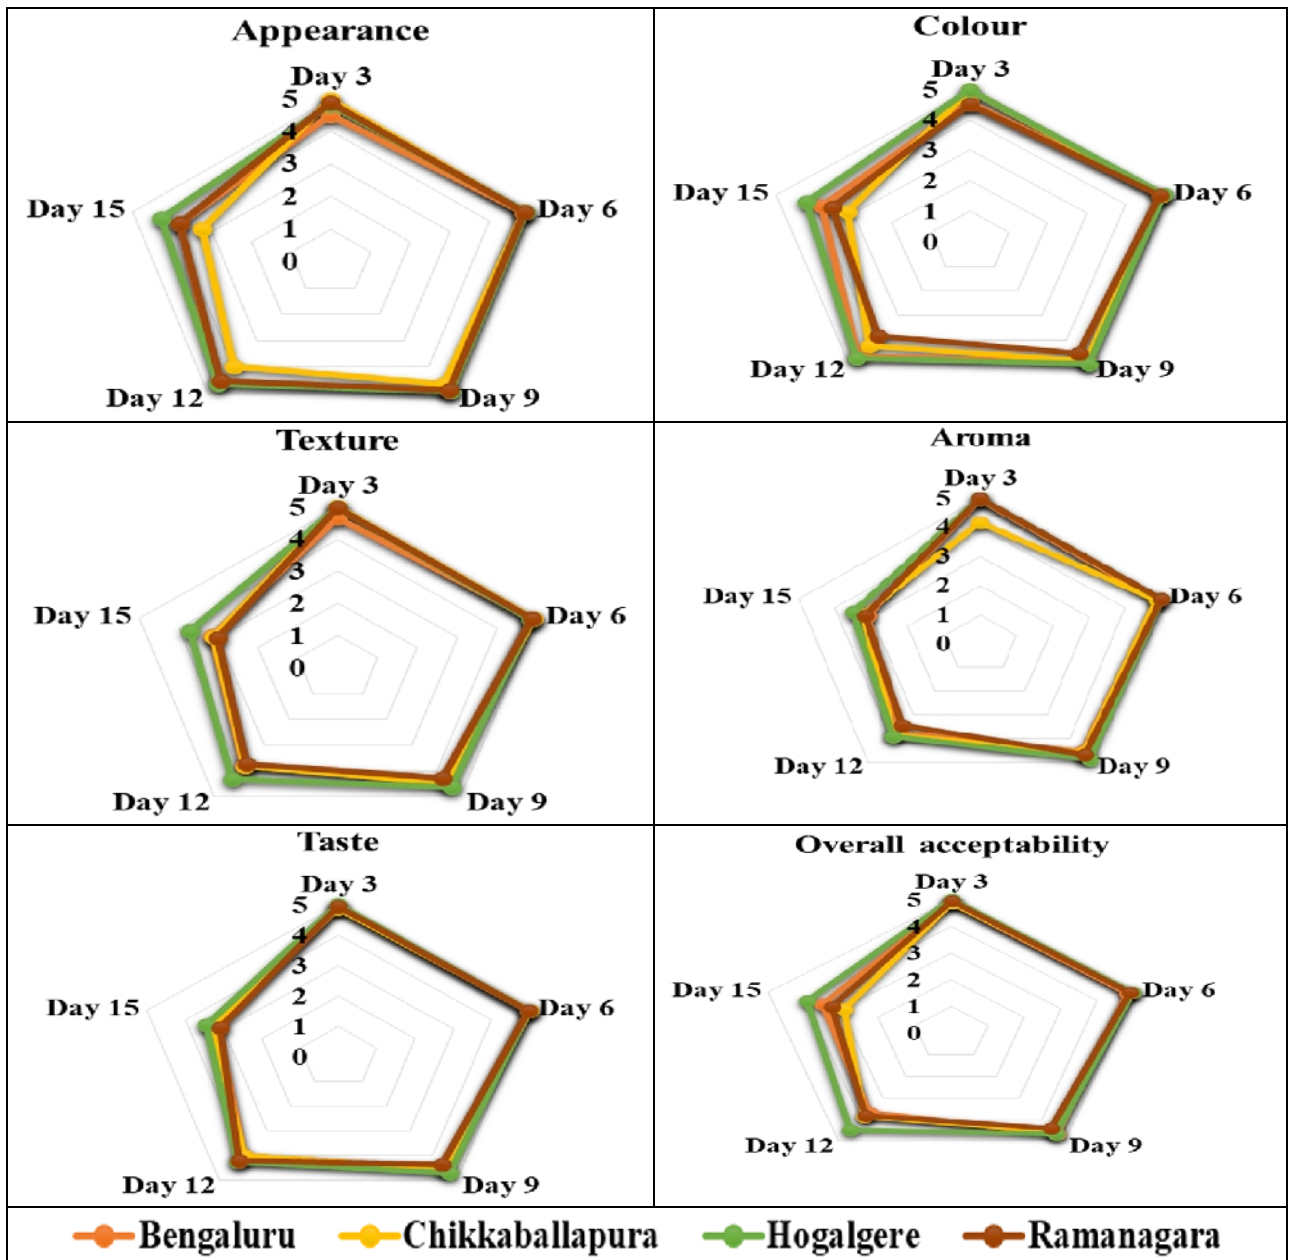 Appearance
Day 3
5
4
3
2
1
0
Day 15
Day 6
Day 12
Day 9
Colour
Day 3
5
4
3
2
1
0
Day 15
Day 6
Day 12
Day 9
Texture
Day 3
5
4
3
2
1
0
Day 15
Day 6
Day 12
Day 9
Aroma
Day 3
5
4
3
2
1
0
Day 15
Day 6
Day 12
Day 9
Taste
Day 3
5
4
3
2
1
0
Day 15
Day 6
Day 12
Day 9
Overall acceptability
Day 3
5
4
3
2
1
0
Day 15
Day 6
Day 12
Day 9
Bengaluru Chikkaballapura Hogalgere Ramanagara